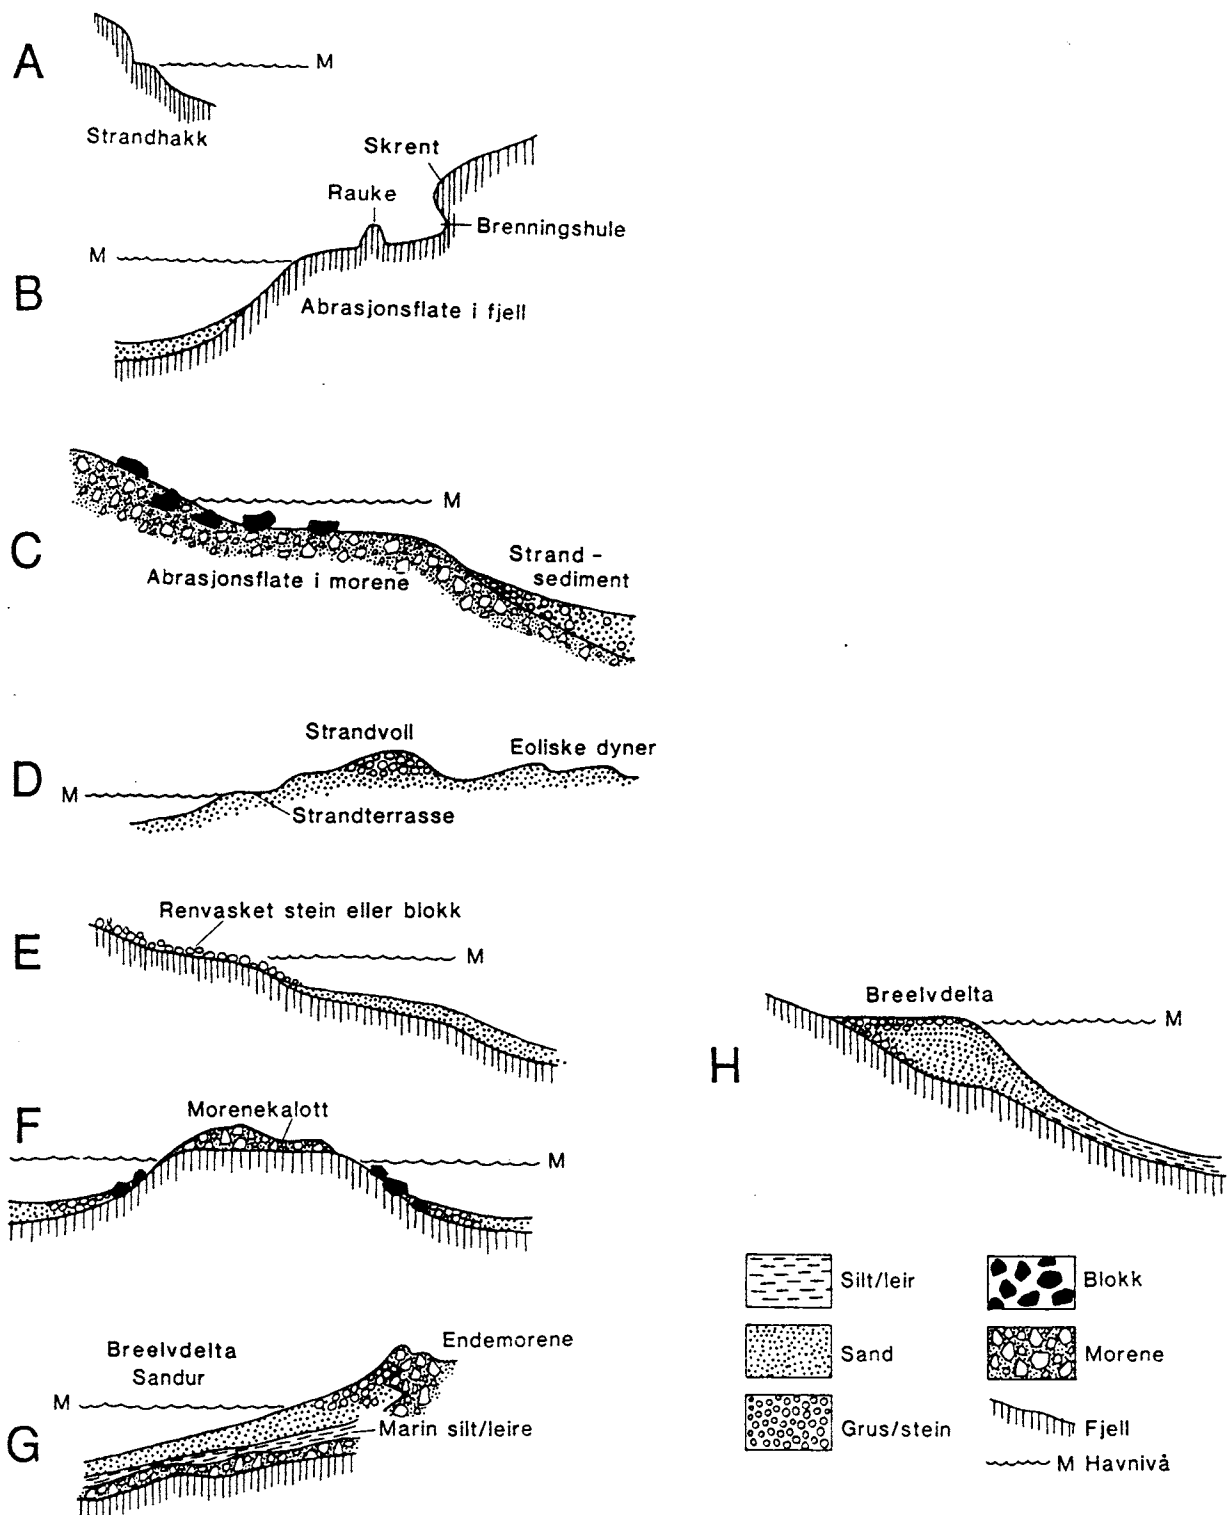 A
M
Strandhakk
Skrent
Rauke
Brenningshule
M
B
Abrasjonsflate i fjell
M
C
Strand-
sediment
Abrasjonsflate i morene
Strandvoll
Eoliske dyner
D
M
Strandterrasse
Renvasket stein eller blokk
E
M
Breelvdelta
M
H
F
Morenekalott
M
Silt/leir
Blokk
Sand
Morene
Grus/stein
Fjell
M Havnivå
Endemorene
Breelvdelta
Sandur
M
G
Marin silt/leire